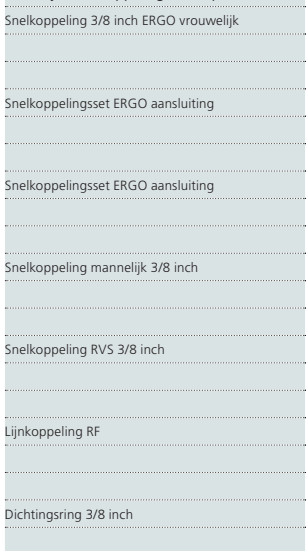 Snelkoppeling 3/8 inch ERGO vrouwelijk
Snelkoppelingsset ERGO aansluiting
Snelkoppelingsset ERGO aansluiting
Snelkoppeling mannelijk 3/8 inch
Snelkoppeling RVS 3/8 inch
Lijnkoppeling RF
Dichtingsring 3/8 inch